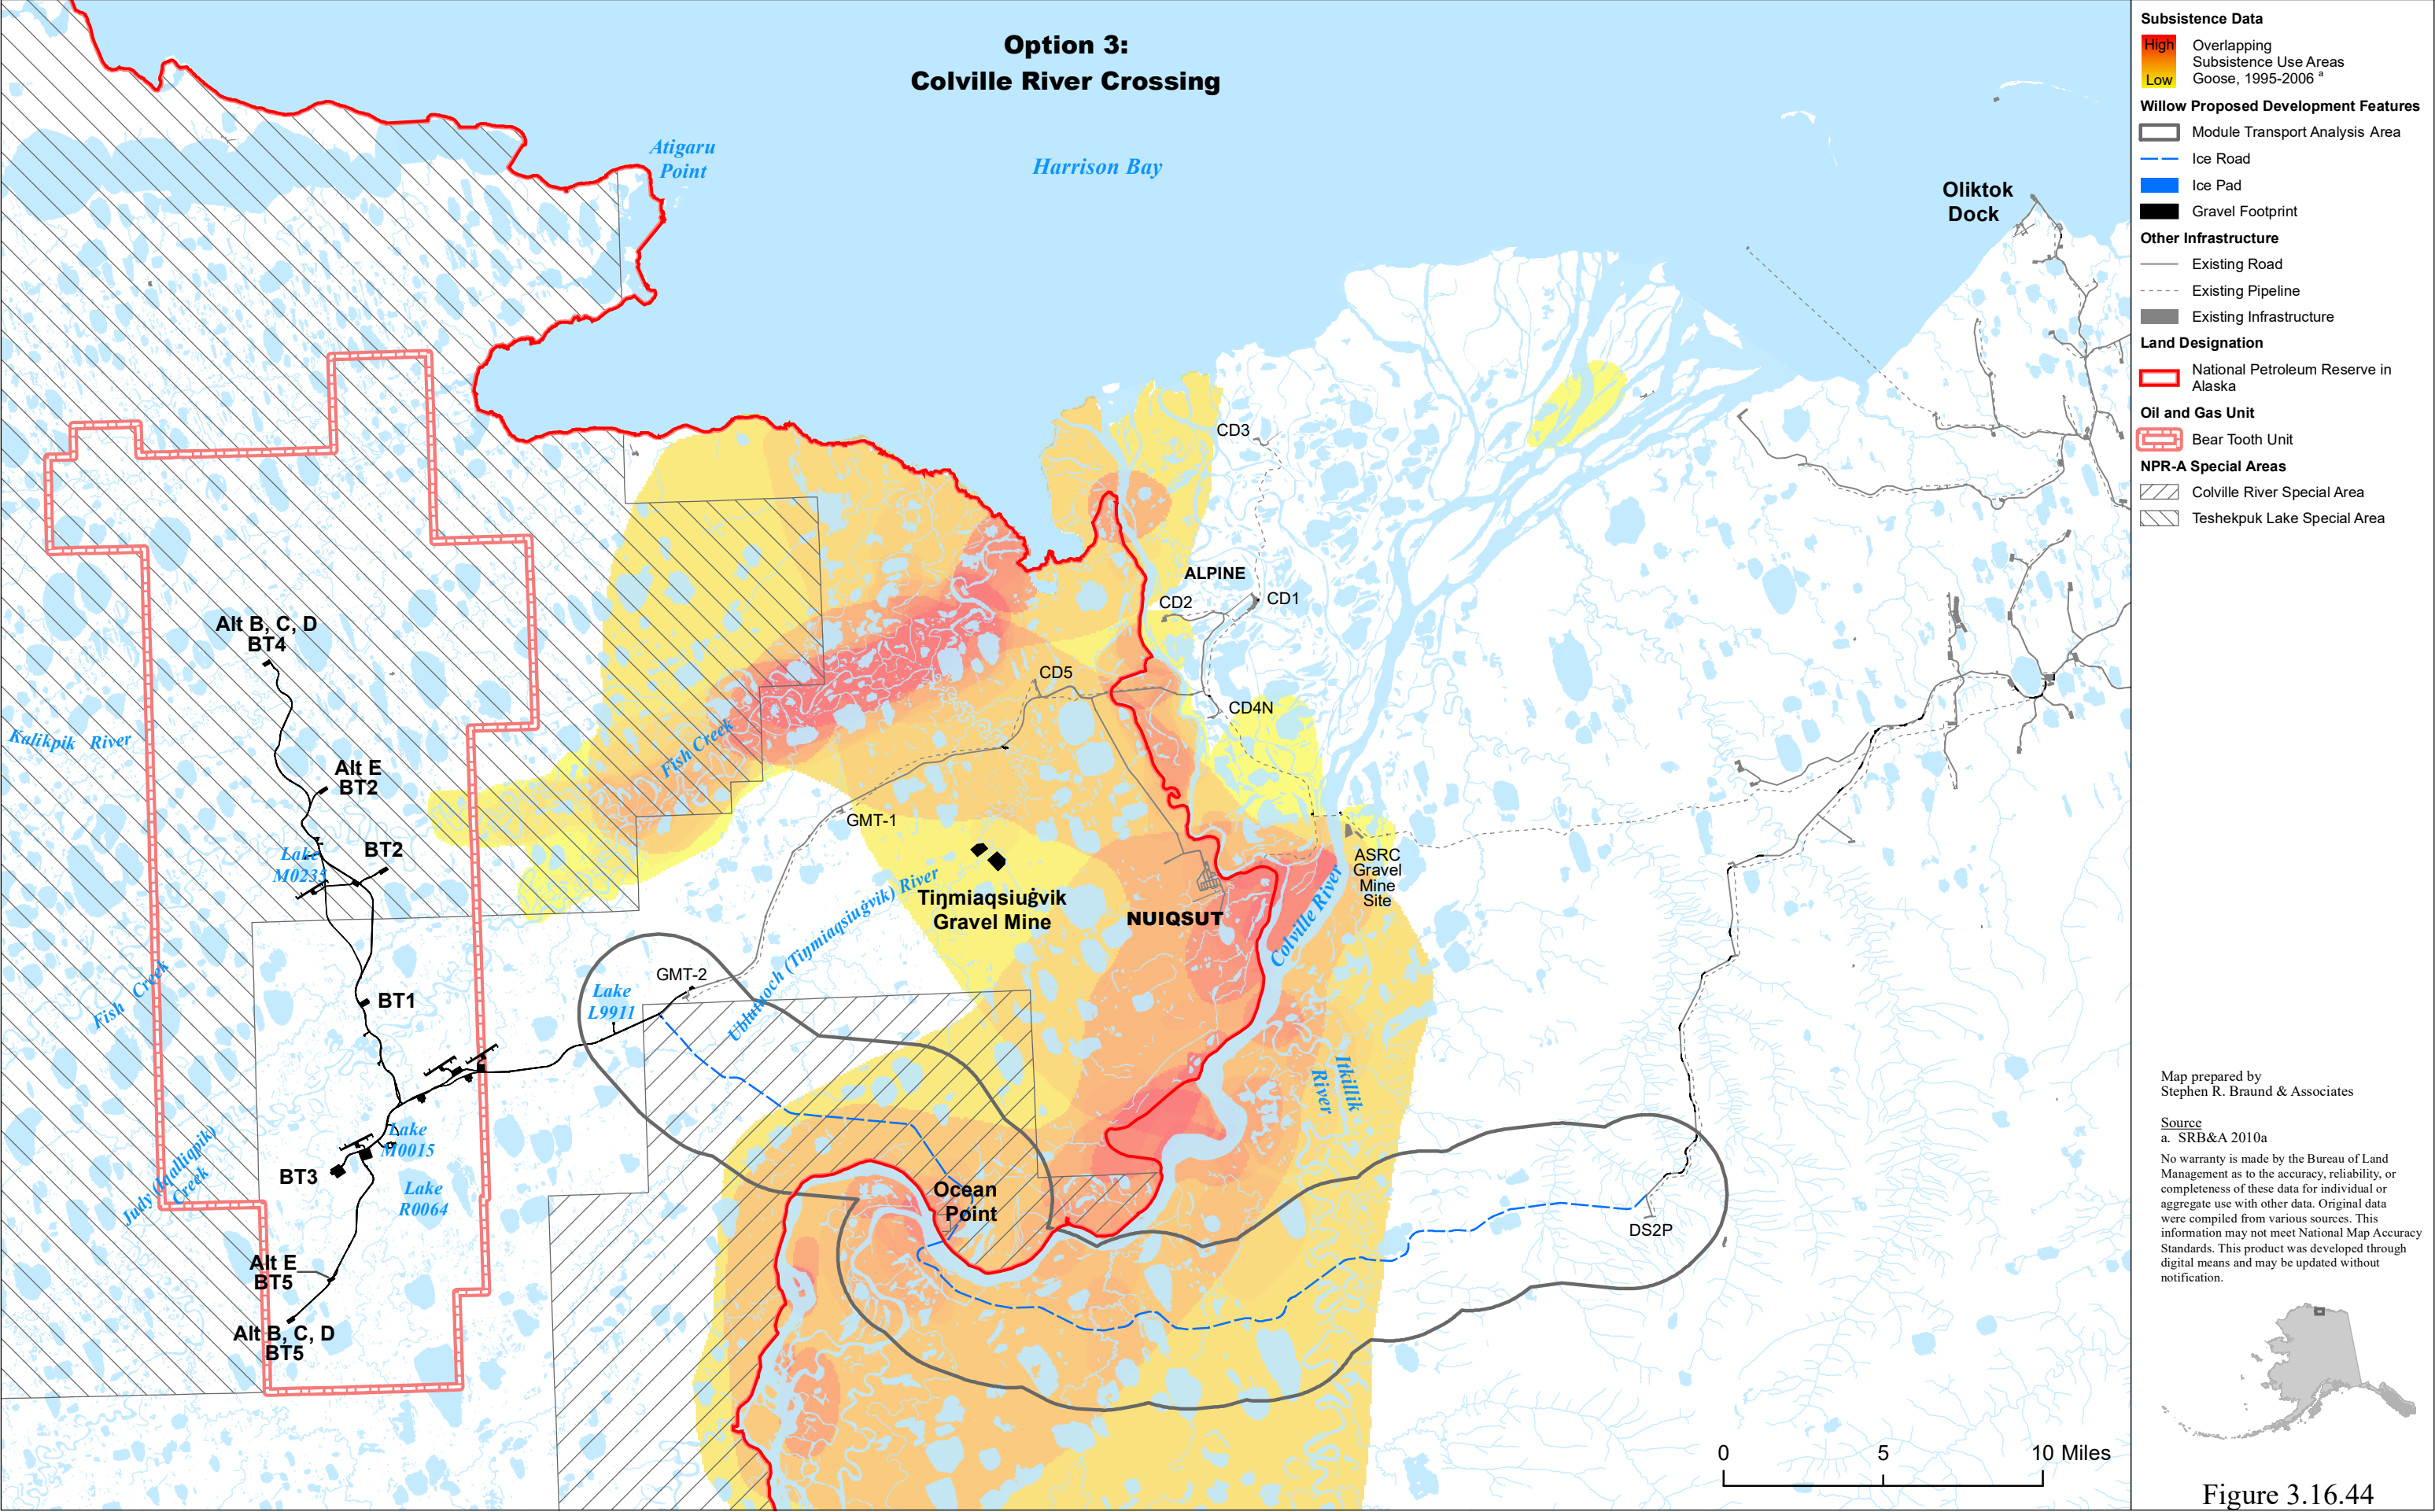 Option 3:
Colville River Crossing
Atigaru
Point
Harrison Bay
Oliktok
Dock
CD3
ALPINE
CD2
CD1
CD5
CD4N
Alt B, C, D
BT4
Kalikpik River
Fish Creek
Alt E
BT2
GMT-1
BT2
Lake
M0235
ASRC
Gravel
Mine
Site
Tiŋmiaqsiuġvik
Gravel Mine
NUIQSUT
Colville River
Ublutuoch (Tiŋmiaqsiuġvik) River
GMT-2
Lake
L9911
Fish Creek
BT1
Itkillik
River
Lake
M0015
Judy (Iqalliqpik)
Creek
BT3
Lake
R0064
Ocean
Point
DS2P
Alt E
BT5
Alt B, C, D
BT5
0 5 10 Miles
Subsistence Data
High
Low
Overlapping
Subsistence Use Areas
Goose, 1995-2006 a
Willow Proposed Development Features
Module Transport Analysis Area
Ice Road
Ice Pad
Gravel Footprint
Other Infrastructure
Existing Road
Existing Pipeline
Existing Infrastructure
Land Designation
National Petroleum Reserve in
Alaska
Oil and Gas Unit
Bear Tooth Unit
NPR-A Special Areas
Colville River Special Area
Teshekpuk Lake Special Area
Map prepared by
Stephen R. Braund & Associates
Source
a. SRB&A 2010a
No warranty is made by the Bureau of Land
Management as to the accuracy, reliability, or
completeness of these data for individual or
aggregate use with other data. Original data
were compiled from various sources. This
information may not meet National Map Accuracy
Standards. This product was developed through
digital means and may be updated without
notification.
Figure 3.16.44